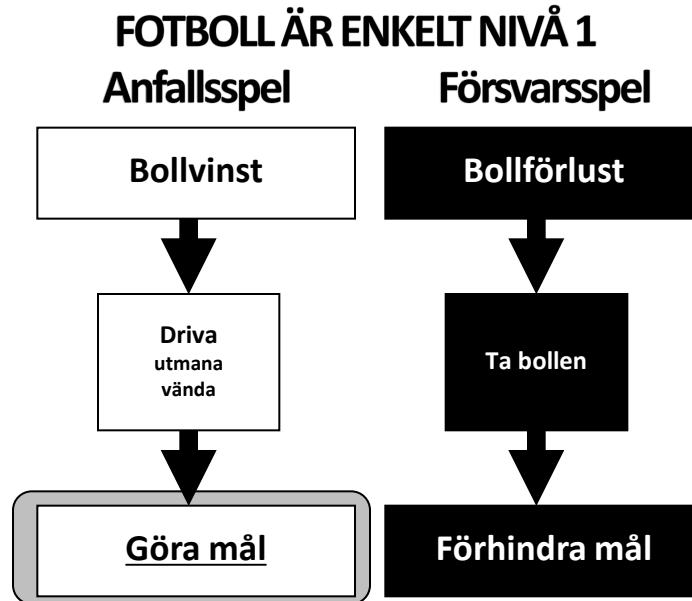 FOTBOLL ÄR ENKELT NIVÅ 1
Anfallsspel
Försvarsspel
Bollvinst
Bollförlust
Driva
utmana
vända
Ta bollen
Göra mål
Förhindra mål